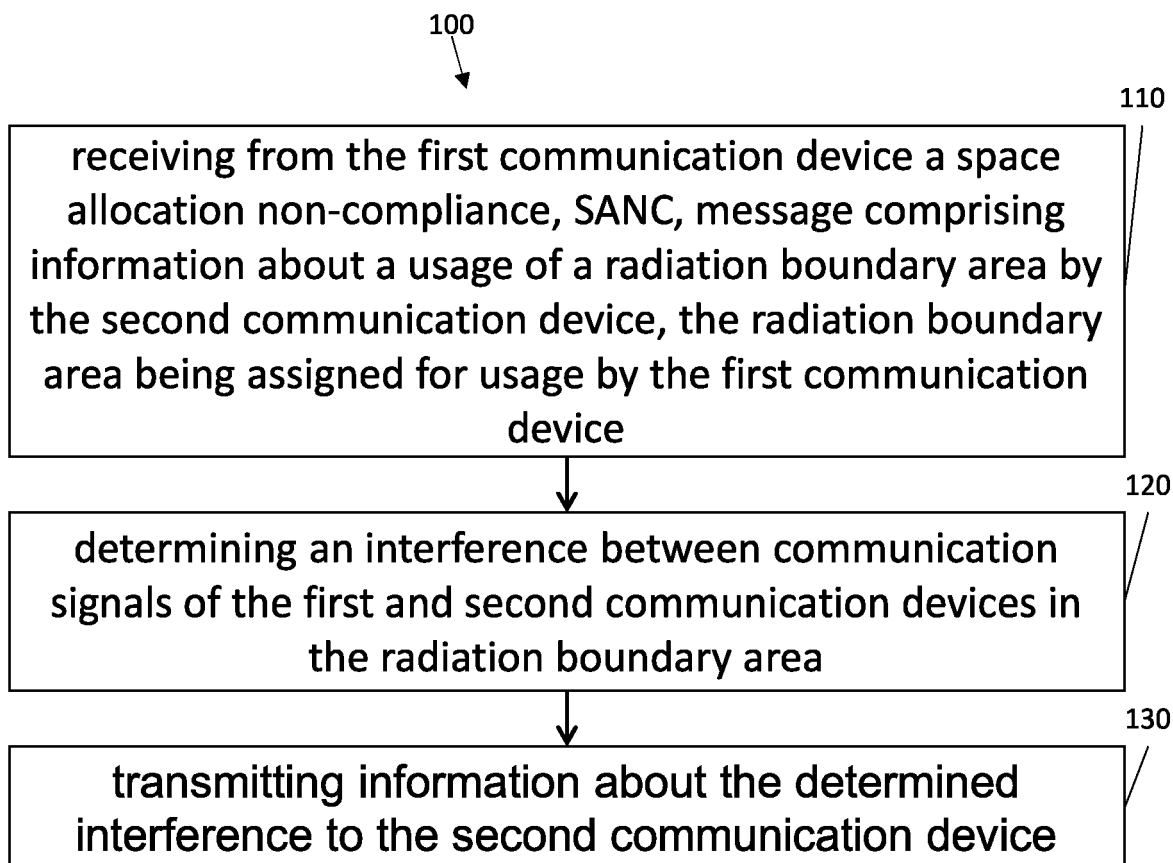 100
110
receiving from the first communication device a space
allocation non-compliance, SANC, message comprising
information about a usage of a radiation boundary area by
the second communication device, the radiation boundary
area being assigned for usage by the first communication
device
120
determining an interference between communication
signals of the first and second communication devices in
the radiation boundary area
130
transmitting information about the determined
interference to the second communication device